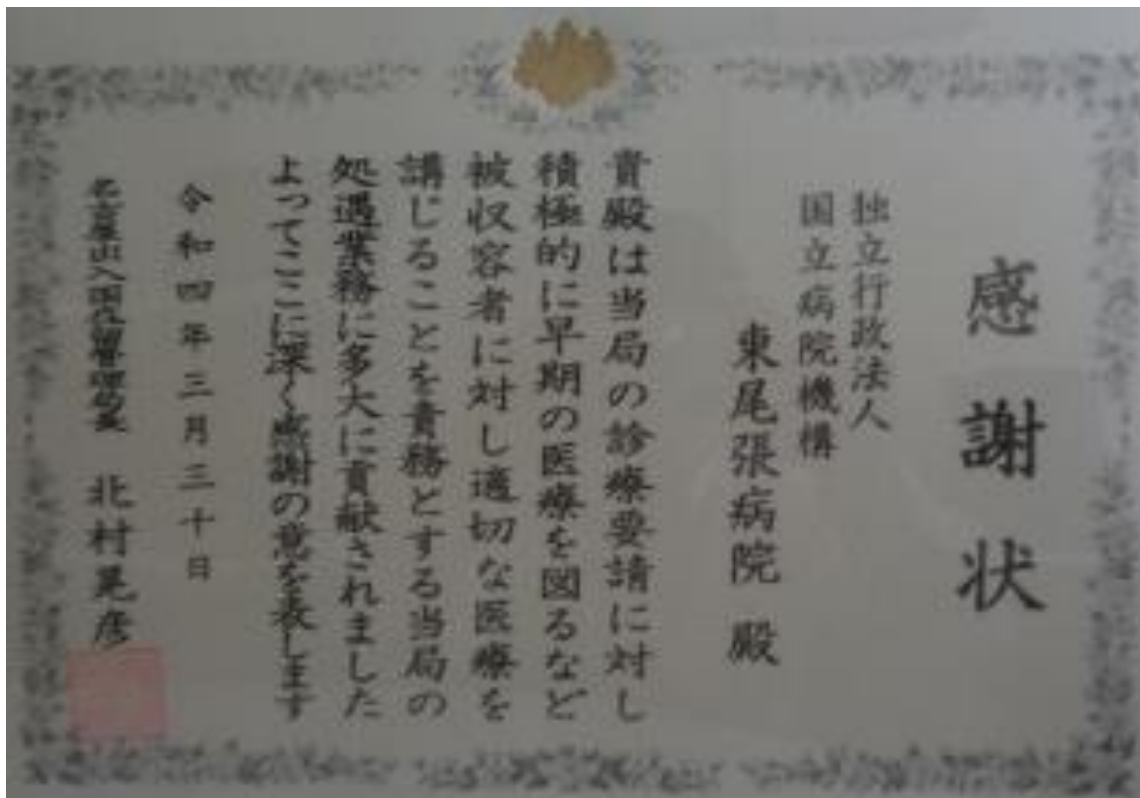 感謝状
独立行政法人
国立病院機構
東尾張病院 殿
貴殿は当局の診療要請に対し
積極的に早期の医療を図るなど
被収容者に対し適切な医療を
講じることを責務とする当局の
処遇業務に多大に貢献されました
よってここに深く感謝の意を表します
令和四年三月三十日
名古屋出入国在留管理局長 北村晃彦